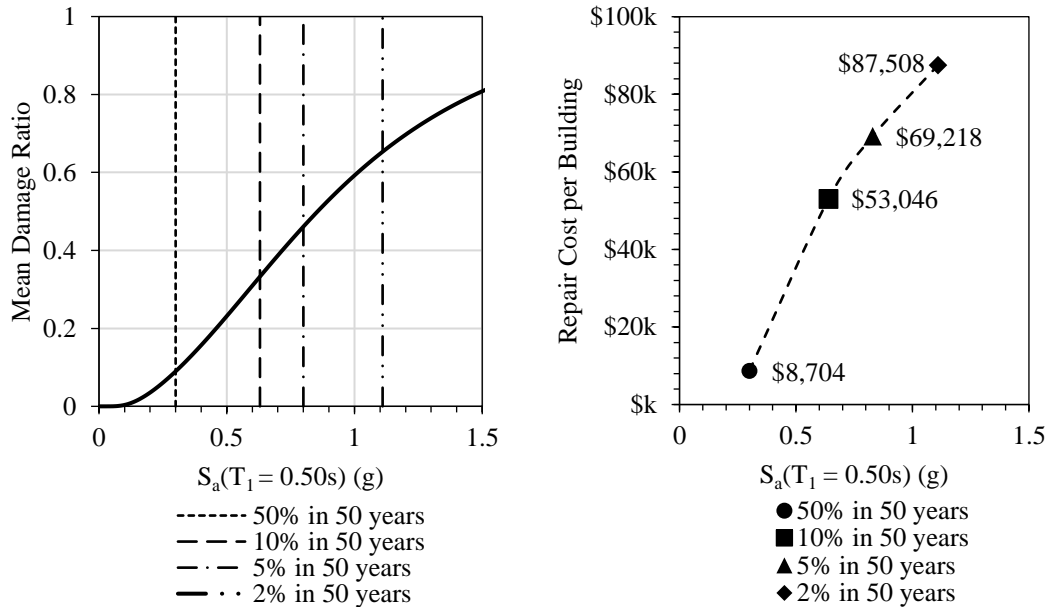 1
0.8
0.6
0.4
0.2
0
Mean Damage Ratio
0 0.5 1 1.5
Sa(T1 = 0.50s) (g)
50% in 50 years
10% in 50 years
5% in 50 years
2% in 50 years
$100k
$80k
$60k
$40k
$20k
$k
Repair Cost per Building
$87,508
$69,218
$53,046
$8,704
0 0.5 1 1.5
Sa(T1 = 0.50s) (g)
50% in 50 years
10% in 50 years
5% in 50 years
2% in 50 years